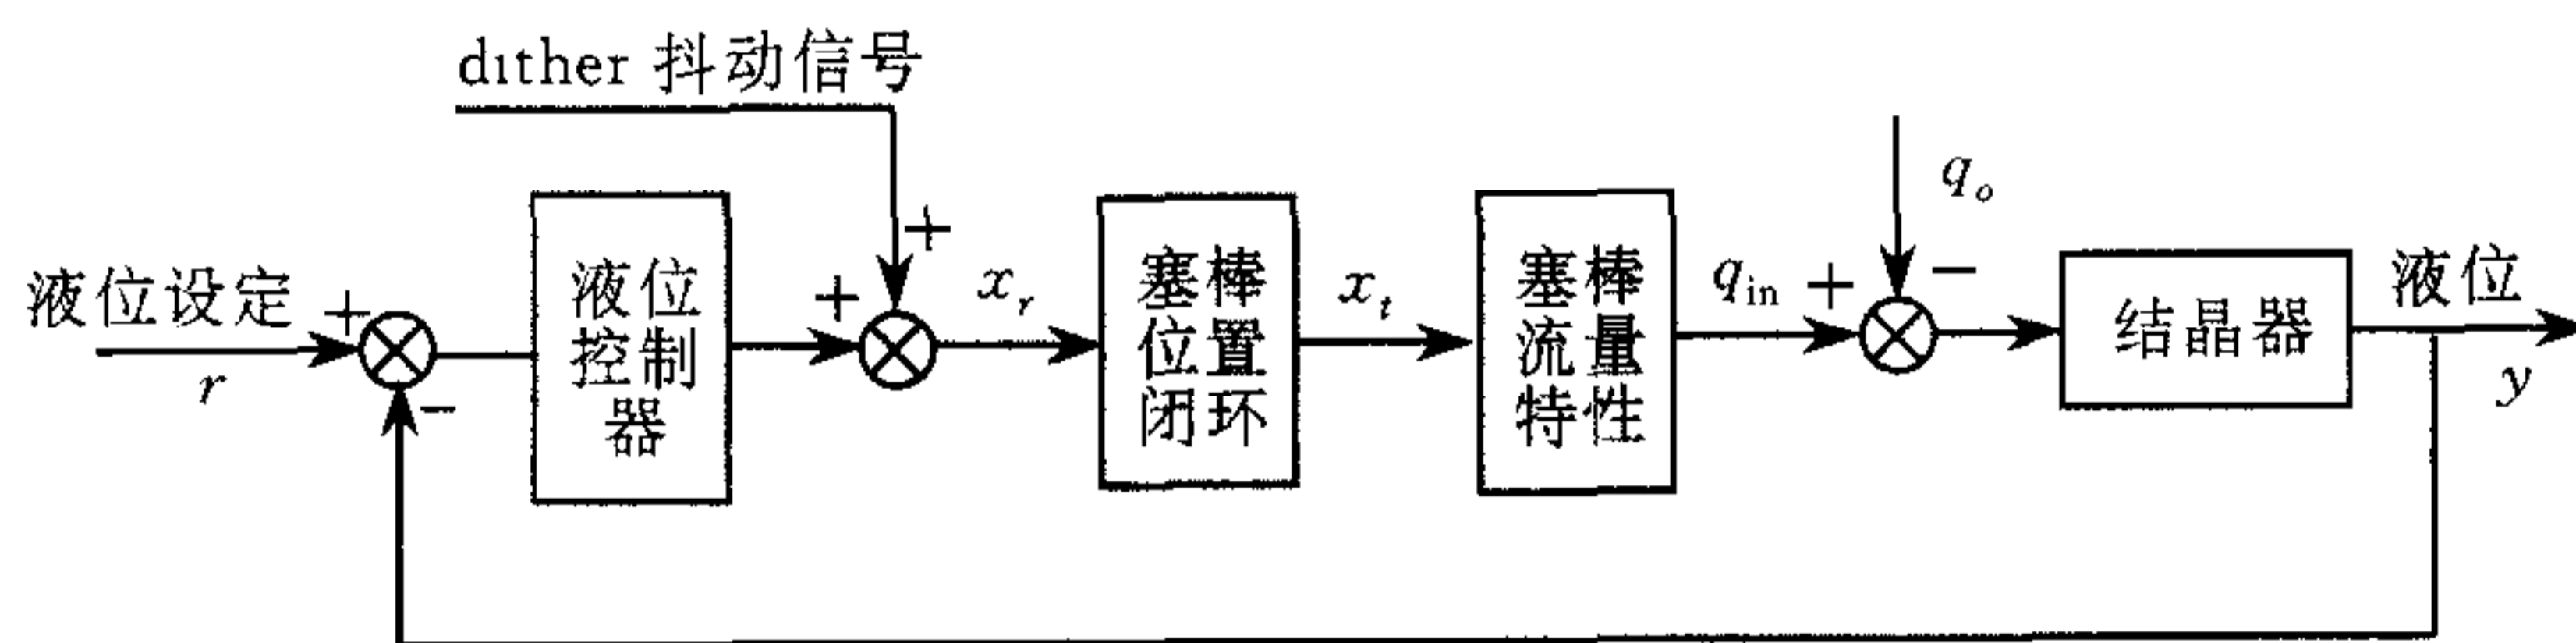 dither 抖动信号
液位设定
+
r
−
液位
控制
器
+
+
x_r
塞棒
位置
闭环
x_t
塞棒
流量
特性
q_in
+
q_o
−
结晶器
液位
y